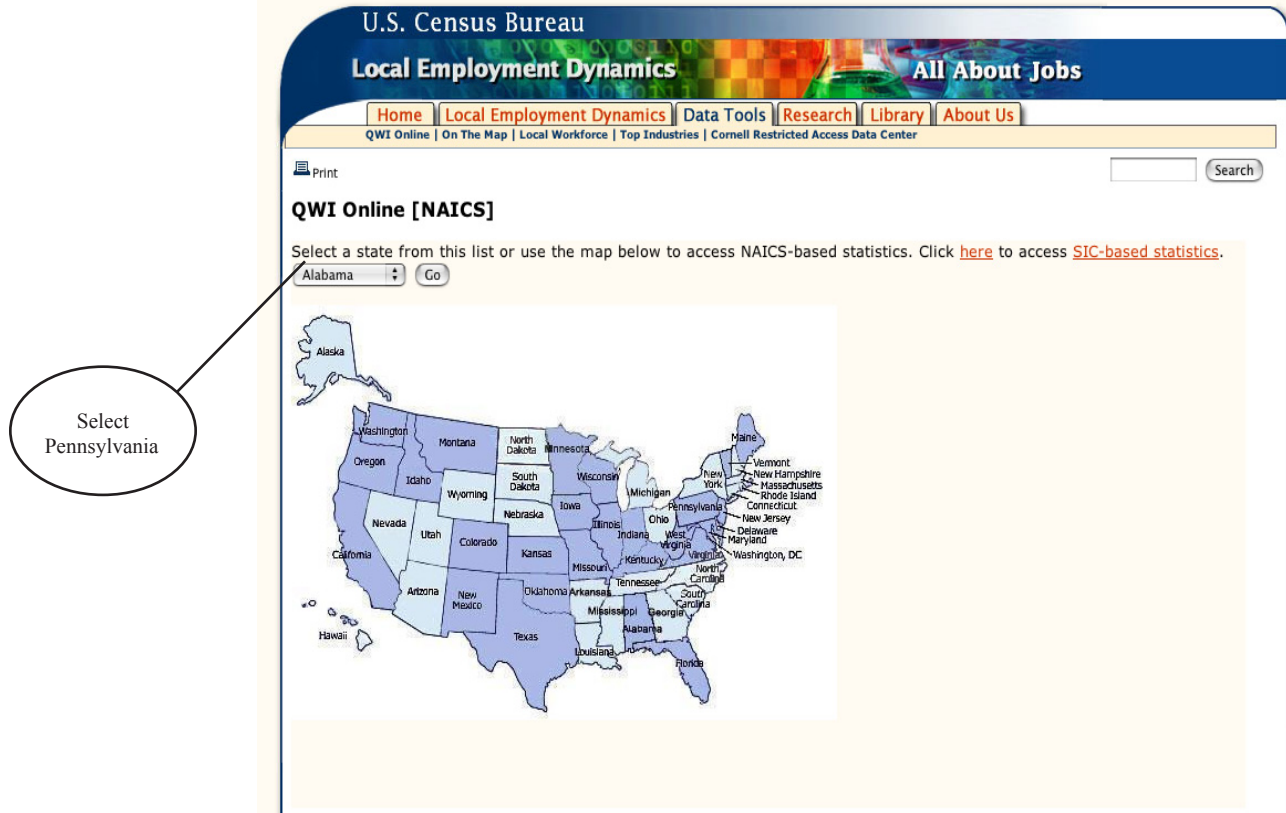 U.S. Census Bureau
Local Employment Dynamics
All About Jobs
Home Local Employment Dynamics Data Tools Research Library About Us
QWI Online | On The Map | Local Workforce | Top Industries | Cornell Restricted Access Data Center
Print
Search
QWI Online [NAICS]
Select a state from this list or use the map below to access NAICS-based statistics. Click here to access SIC-based statistics.
Alabama
Go
Select
Pennsylvania
Alaska
Washington
Montana
North
Dakota
Minnesota
Maine
Oregon
Idaho
Wyoming
South
Dakota
Wisconsin
Michigan
New
York
Vermont
New Hampshire
Massachusetts
Rhode Island
Connecticut
New Jersey
Delaware
Maryland
Washington, DC
Nevada
Utah
Colorado
Nebraska
Iowa
Illinois
Indiana
Ohio
Pennsylvania
West
Virginia
Virginia
California
Kansas
Missouri
Kentucky
North
Carolina
Tennessee
South
Carolina
Arizona
New
Mexico
Oklahoma
Arkansas
Mississippi
Georgia
Alabama
Hawaii
Texas
Louisiana
Florida